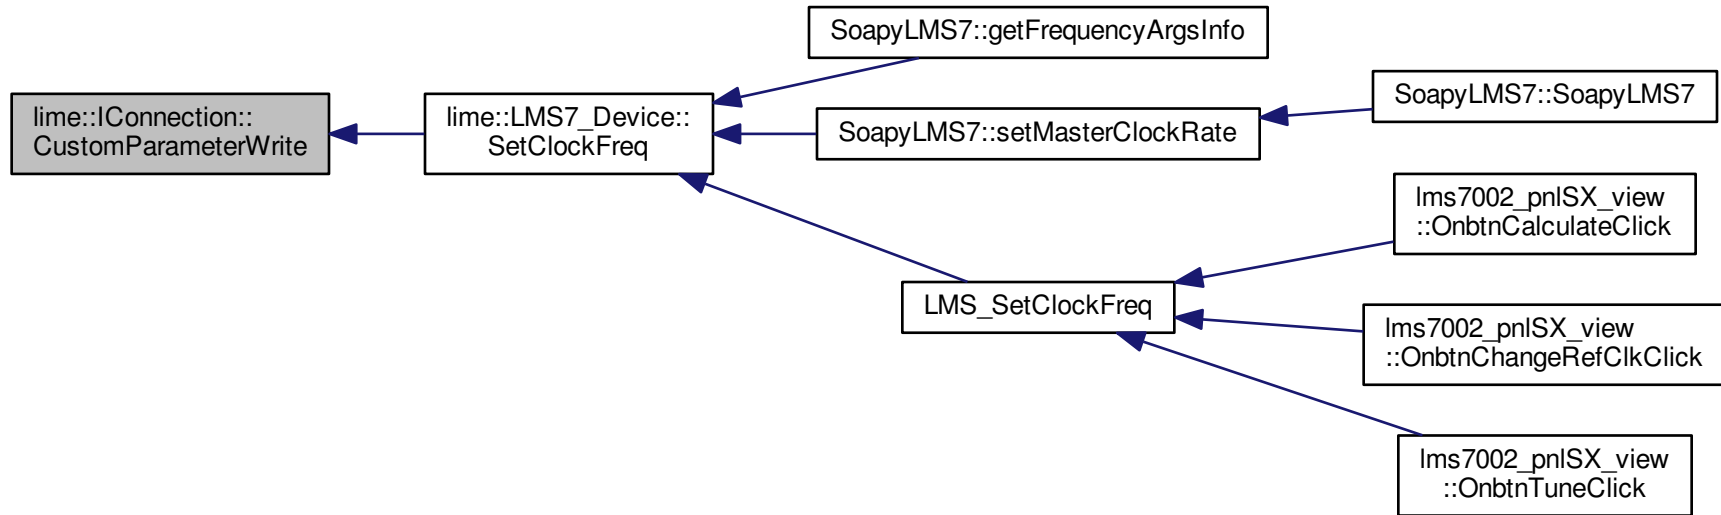 lime::IConnection::
CustomParameterWrite
lime::LMS7_Device::
SetClockFreq
SoapyLMS7::getFrequencyArgsInfo
SoapyLMS7::setMasterClockRate
SoapyLMS7::SoapyLMS7
LMS_SetClockFreq
lms7002_pnlSX_view
::OnbtnCalculateClick
lms7002_pnlSX_view
::OnbtnChangeRefClkClick
lms7002_pnlSX_view
::OnbtnTuneClick